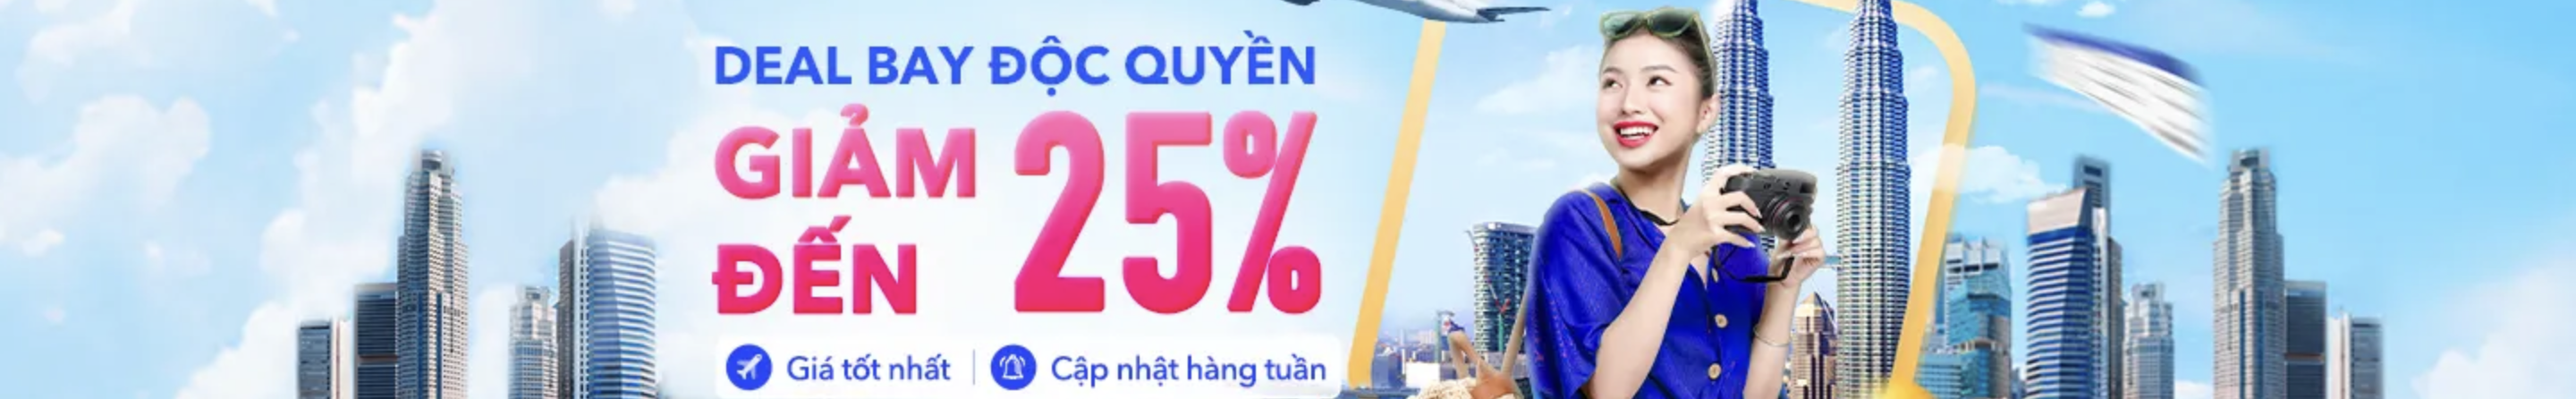 DEAL BAY ĐỘC QUYỀN
GIẢM
ĐẾN
25%
Giá tốt nhất | Cập nhật hàng tuần